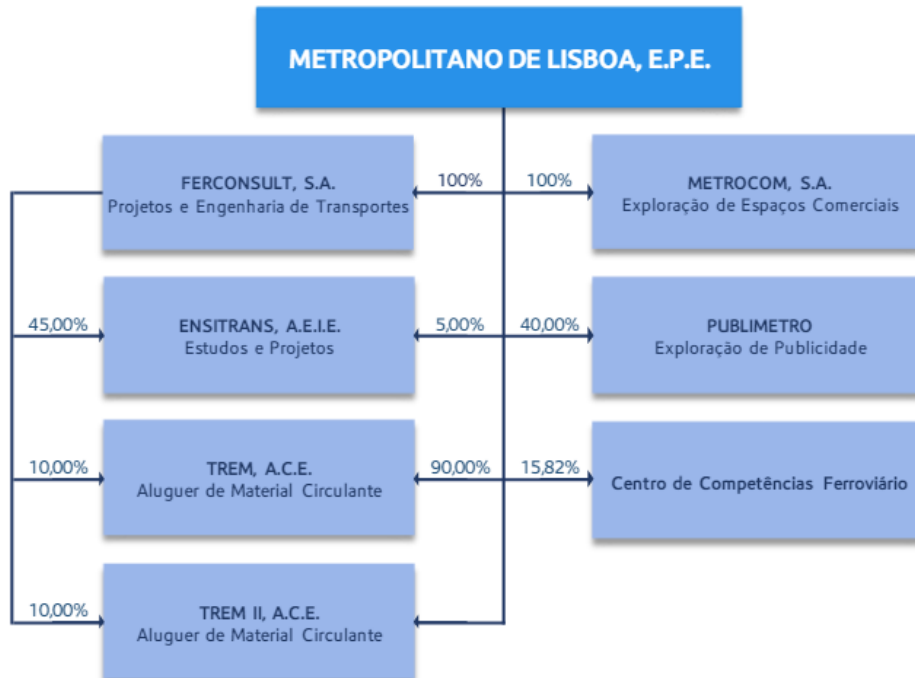 METROPOLITANO DE LISBOA, E.P.E.
FERCONSULT, S.A.
Projetos e Engenharia de Transportes
100%
100%
METROCOM, S.A.
Exploração de Espaços Comerciais
45,00%
ENSITRANS, A.E.I.E.
Estudos e Projetos
5,00%
40,00%
PUBLIMETRO
Exploração de Publicidade
10,00%
TREM, A.C.E.
Aluguer de Material Circulante
90,00%
15,82%
Centro de Competências Ferroviário
10,00%
TREM II, A.C.E.
Aluguer de Material Circulante